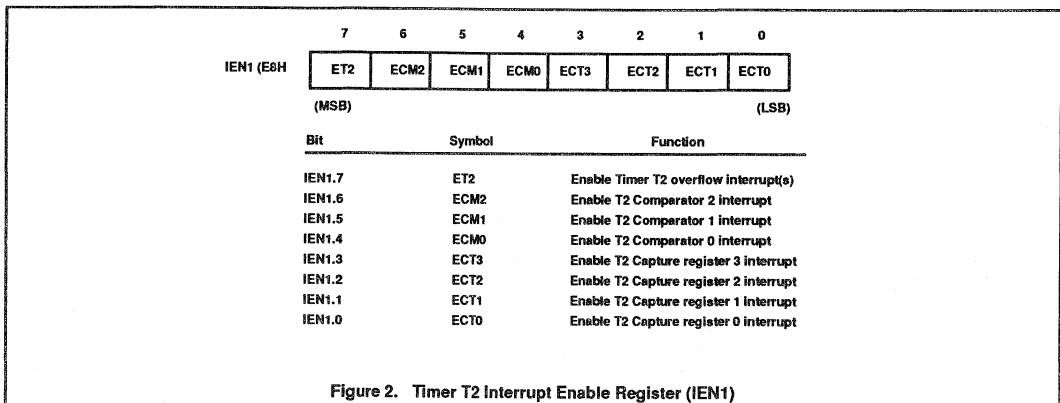 7 6 5 4 3 2 1 0
IEN1 (E8H ET2 ECM2 ECM1 ECM0 ECT3 ECT2 ECT1 ECT0
(MSB) (LSB)
Bit Symbol Function
IEN1.7 ET2 Enable Timer T2 overflow interrupt(s)
IEN1.6 ECM2 Enable T2 Comparator 2 interrupt
IEN1.5 ECM1 Enable T2 Comparator 1 interrupt
IEN1.4 ECM0 Enable T2 Comparator 0 interrupt
IEN1.3 ECT3 Enable T2 Capture register 3 interrupt
IEN1.2 ECT2 Enable T2 Capture register 2 interrupt
IEN1.1 ECT1 Enable T2 Capture register 1 interrupt
IEN1.0 ECT0 Enable T2 Capture register 0 interrupt
Figure 2. Timer T2 Interrupt Enable Register (IEN1)